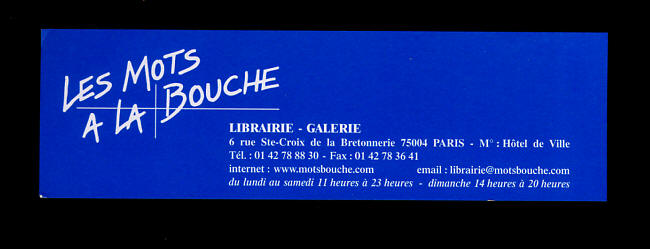 LES MOTS
A LA BOUCHE
LIBRAIRIE - GALERIE
6 rue Ste-Croix de la Bretonnerie 75004 PARIS - M° : Hôtel de Ville
Tél. : 01 42 78 88 30 - Fax : 01 42 78 36 41
internet : www.motsbouche.com email : librairie@motsbouche.com
du lundi au samedi 11 heures à 23 heures - dimanche 14 heures à 20 heures